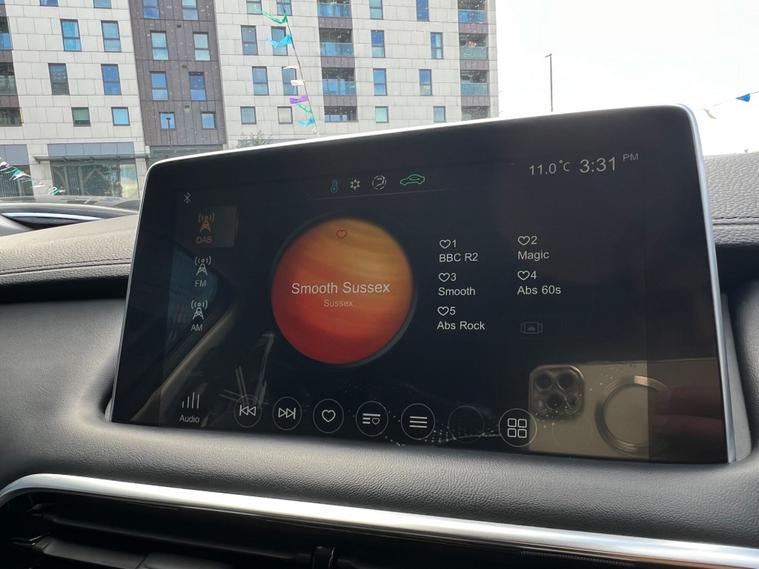 11.0°C 3:31 PM
DAB
FM
AM
Audio
Smooth Sussex
Sussex
1
BBC R2
2
Magic
3
Smooth
4
Abs 60s
5
Abs Rock